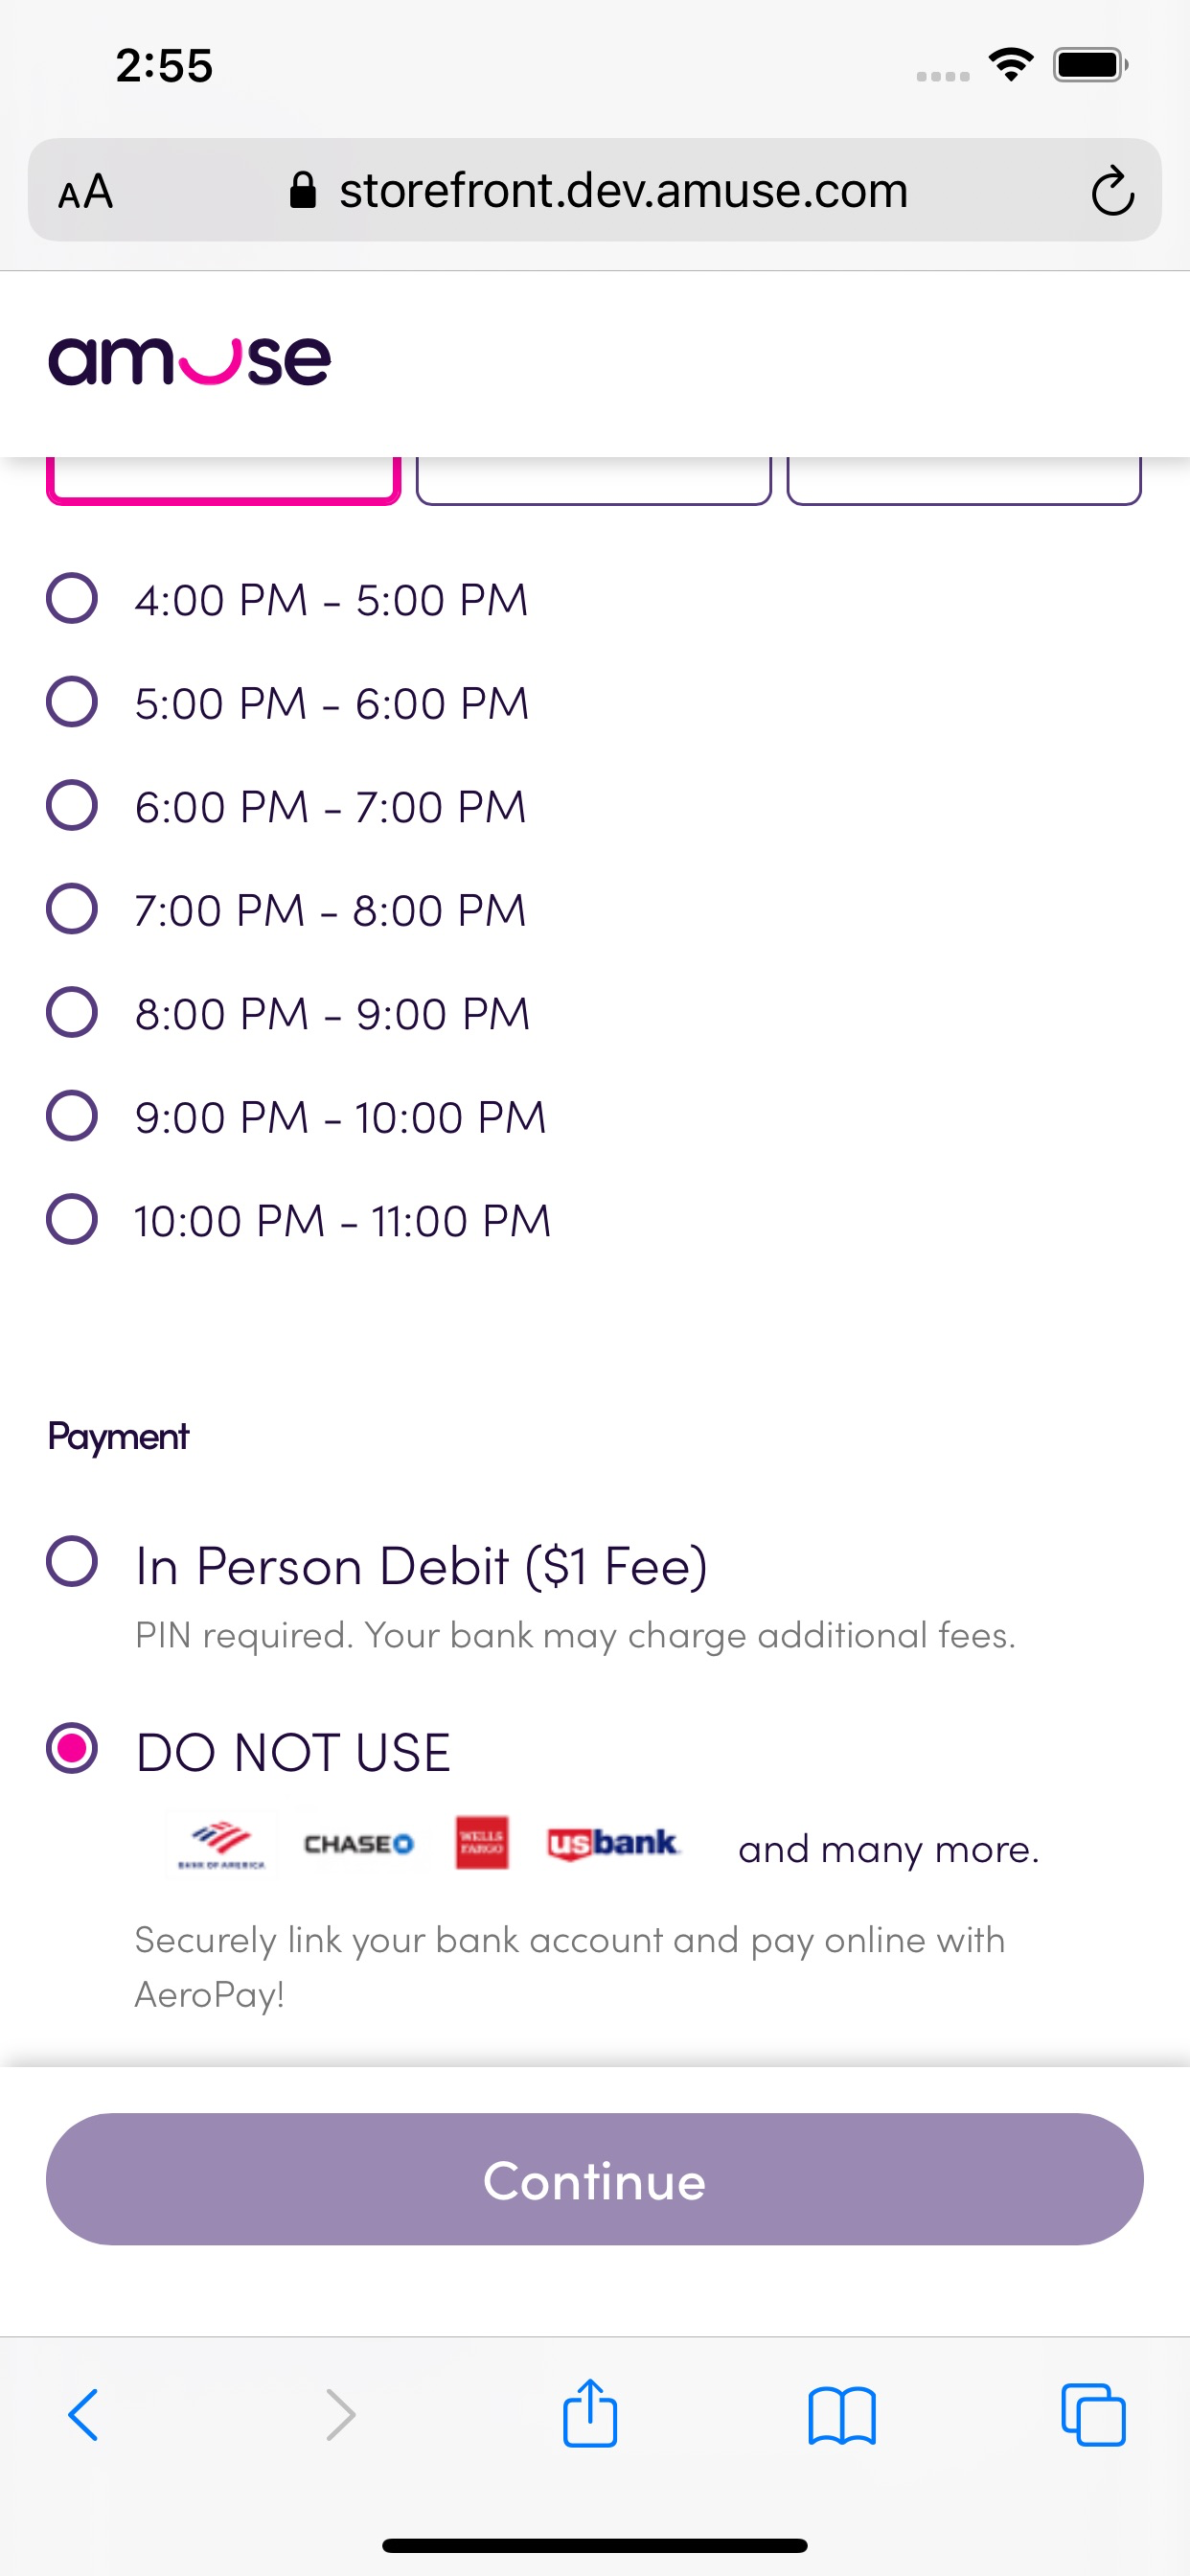 2:55
AA storefront.dev.amuse.com
amuse
4:00 PM - 5:00 PM
5:00 PM - 6:00 PM
6:00 PM - 7:00 PM
7:00 PM - 8:00 PM
8:00 PM - 9:00 PM
9:00 PM - 10:00 PM
10:00 PM - 11:00 PM
Payment
In Person Debit ($1 Fee)
PIN required. Your bank may charge additional fees.
DO NOT USE
BANK OF AMERICA CHASE WELLS FARGO usbank and many more.
Securely link your bank account and pay online with
AeroPay!
Continue